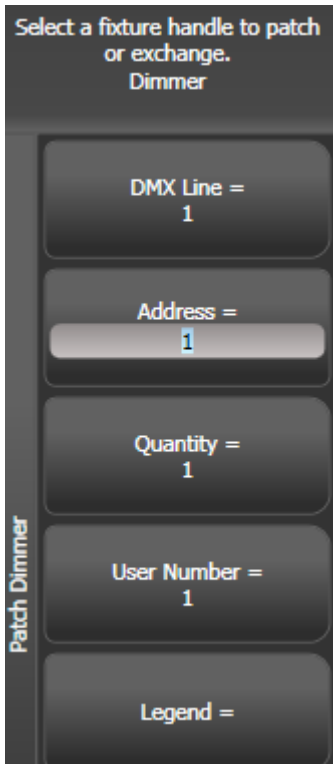 Select a fixture handle to patch
or exchange.
Dimmer
DMX Line =
1
Address =
1
Quantity =
1
User Number =
1
Legend =
Patch Dimmer